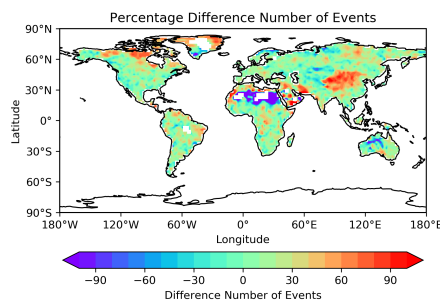 Percentage Difference Number of Events
90°N
60°N
30°N
0°
30°S
60°S
90°S
Latitude
180°W 120°W 60°W 0° 60°E 120°E 180°E
Longitude
−90 −60 −30 0 30 60 90
Difference Number of Events